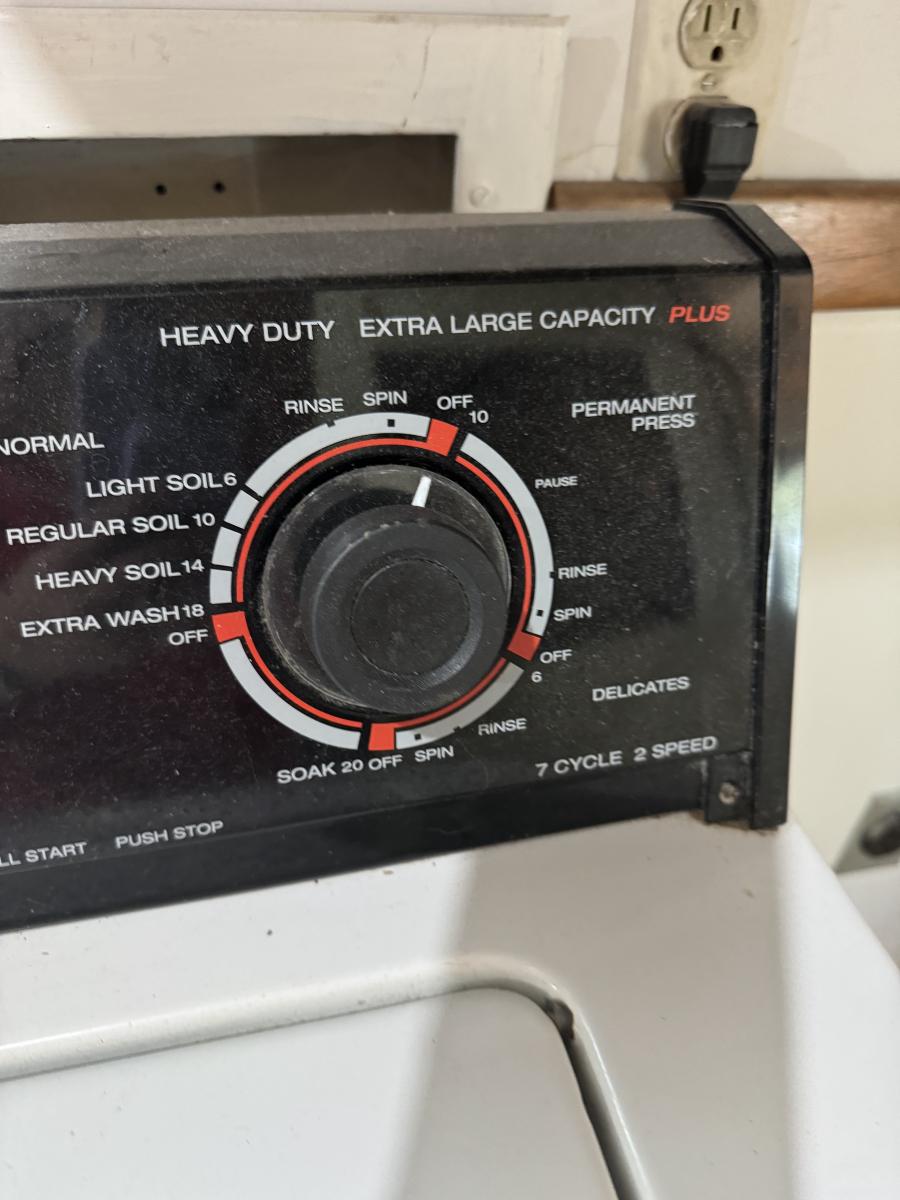 HEAVY DUTY EXTRA LARGE CAPACITY PLUS
RINSE SPIN OFF
10
PERMANENT
PRESS
NORMAL
LIGHT SOIL 6
PAUSE
REGULAR SOIL 10
HEAVY SOIL 14
RINSE
EXTRA WASH 18
SPIN
OFF
OFF
6
DELICATES
RINSE
SPIN
SOAK 20 OFF
7 CYCLE 2 SPEED
LL START PUSH STOP